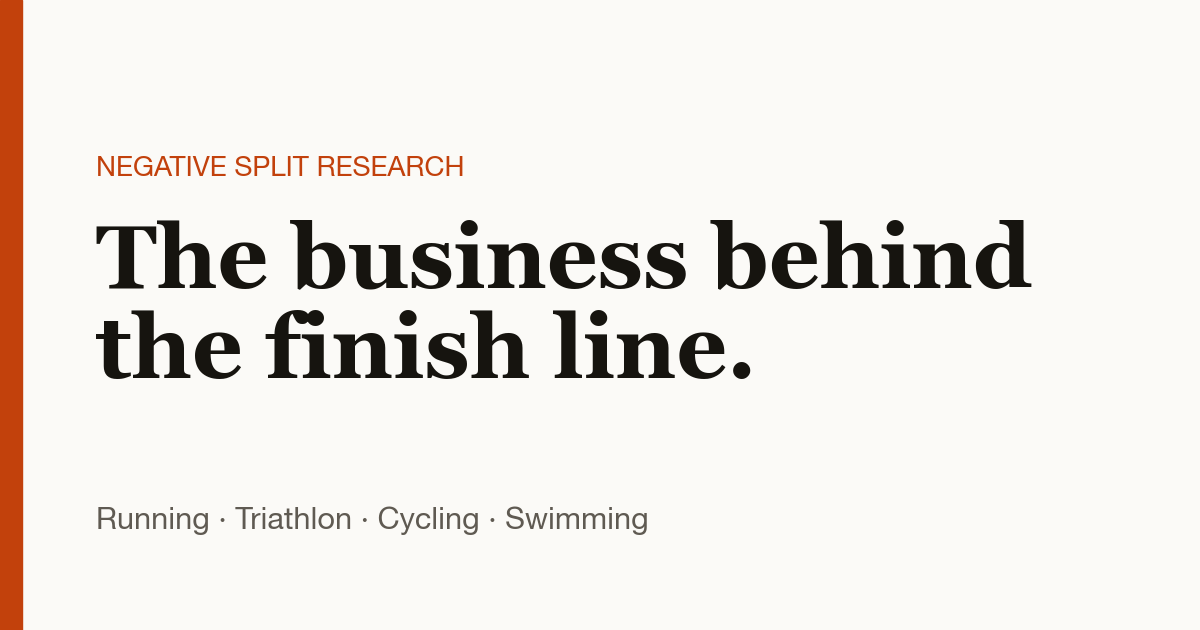 NEGATIVE SPLIT RESEARCH
The business behind
the finish line.
Running · Triathlon · Cycling · Swimming